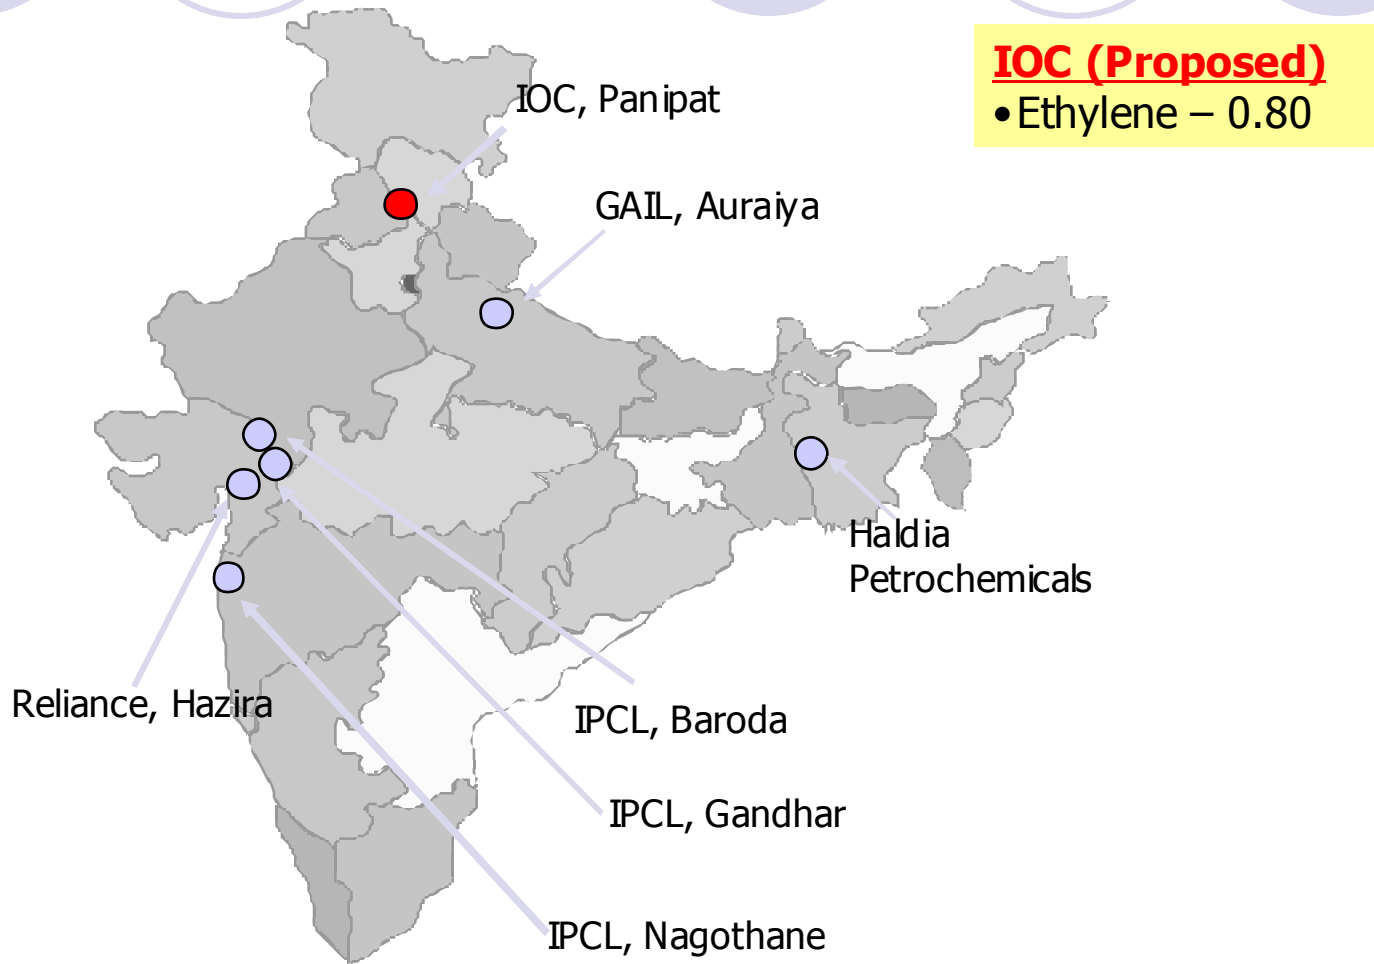 IOC (Proposed)
•Ethylene – 0.80
IOC, Panipat
GAIL, Auraiya
Haldia
Petrochemicals
Reliance, Hazira
IPCL, Baroda
IPCL, Gandhar
IPCL, Nagothane